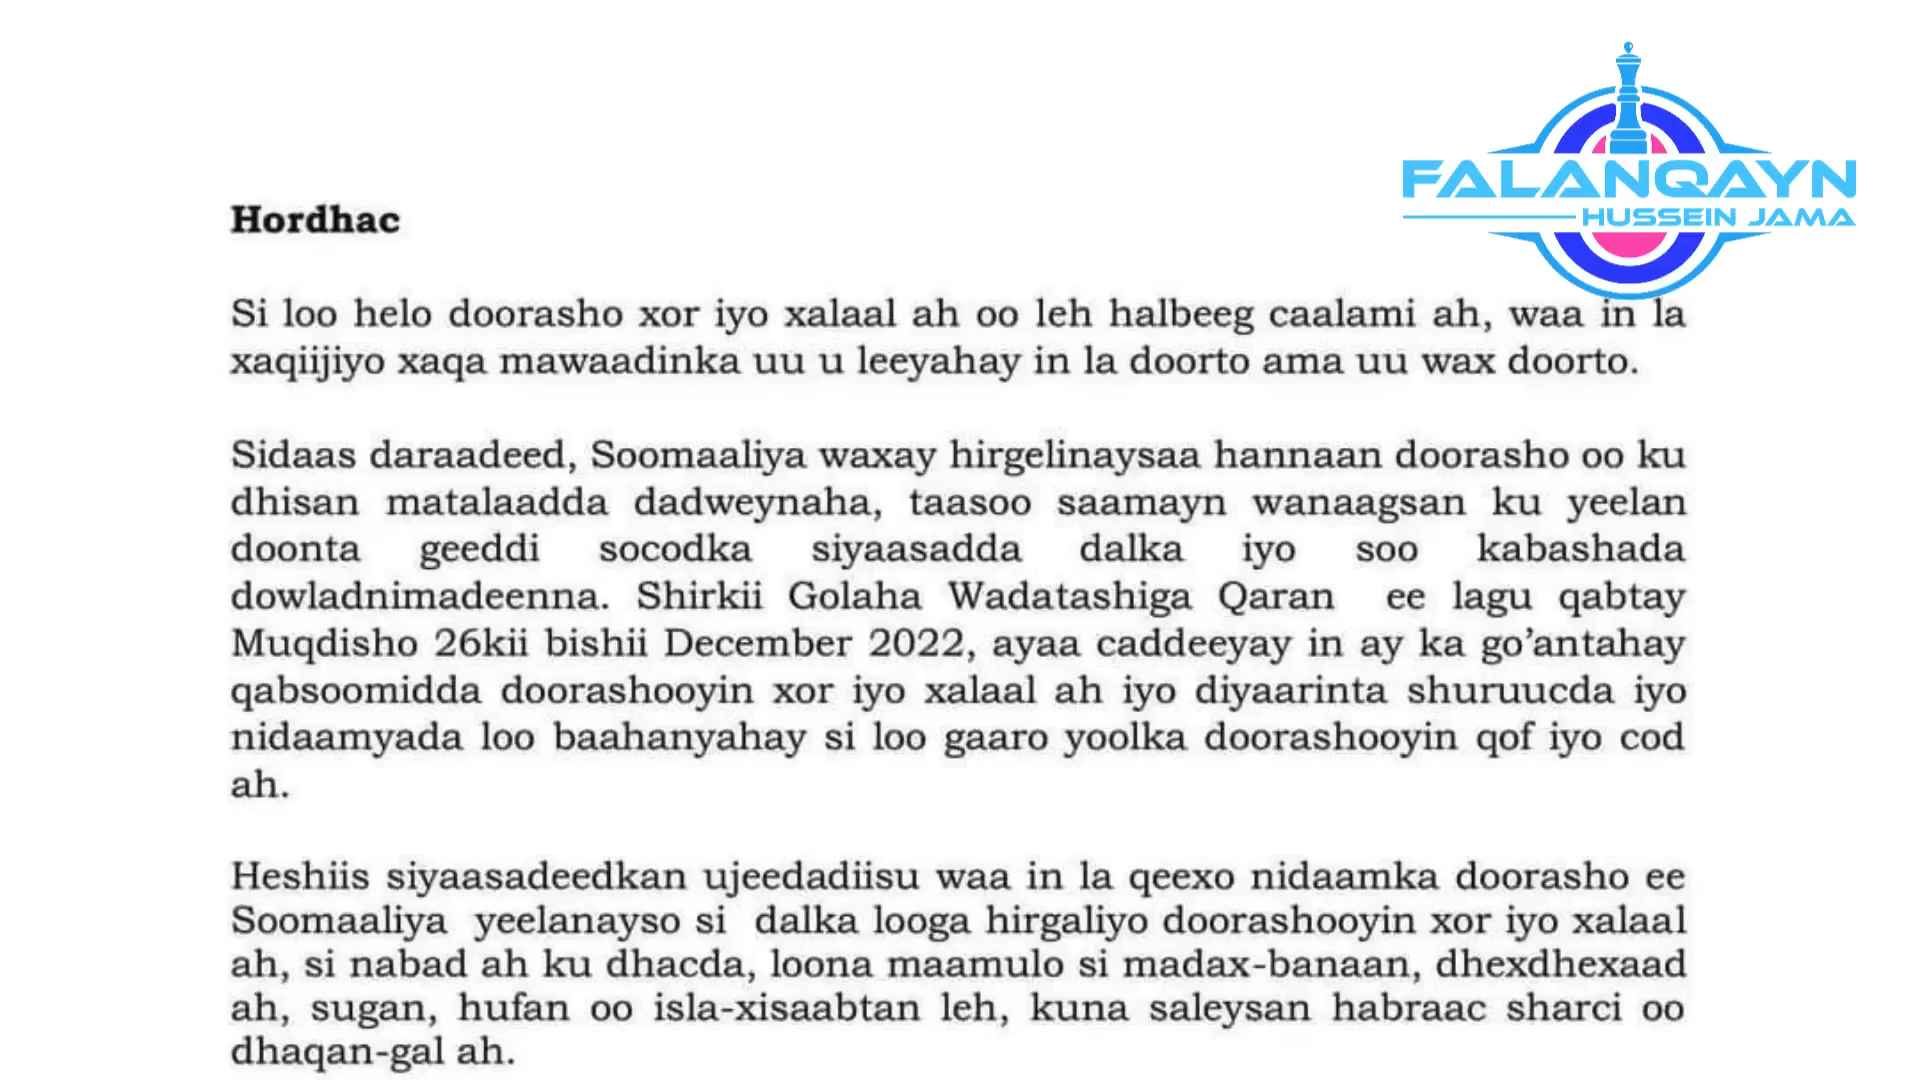 FALANQAYN
HUSSEIN JAMA
Hordhac
Si loo helo doorasho xor iyo xalaal ah oo leh halbeeg caalami ah, waa in la
xaqiijiyo xaqa mawaadinka uu u leeyahay in la doorto ama uu wax doorto.
Sidaas daraadeed, Soomaaliya waxay hirgelinaysaa hannaan doorasho oo ku
dhisan matalaadda dadweynaha, taasoo saamayn wanaagsan ku yeelan
doonta geeddi socodka siyaasadda dalka iyo soo kabashada
dowladnimadeenna. Shirkii Golaha Wadatashiga Qaran ee lagu qabtay
Muqdisho 26kii bishii December 2022, ayaa caddeeyay in ay ka go’antahay
qabsoomidda doorashooyin xor iyo xalaal ah iyo diyaarinta shuruucda iyo
nidaamyada loo baahanyahay si loo gaaro yoolka doorashooyin qof iyo cod
ah.
Heshiis siyaasadeedkan ujeedadiisu waa in la qeexo nidaamka doorasho ee
Soomaaliya yeelanayso si dalka looga hirgaliyo doorashooyin xor iyo xalaal
ah, si nabad ah ku dhacda, loona maamulo si madax-banaan, dhexdhexaad
ah, sugan, hufan oo isla-xisaabtan leh, kuna saleysan habraac sharci oo
dhaqan-gal ah.